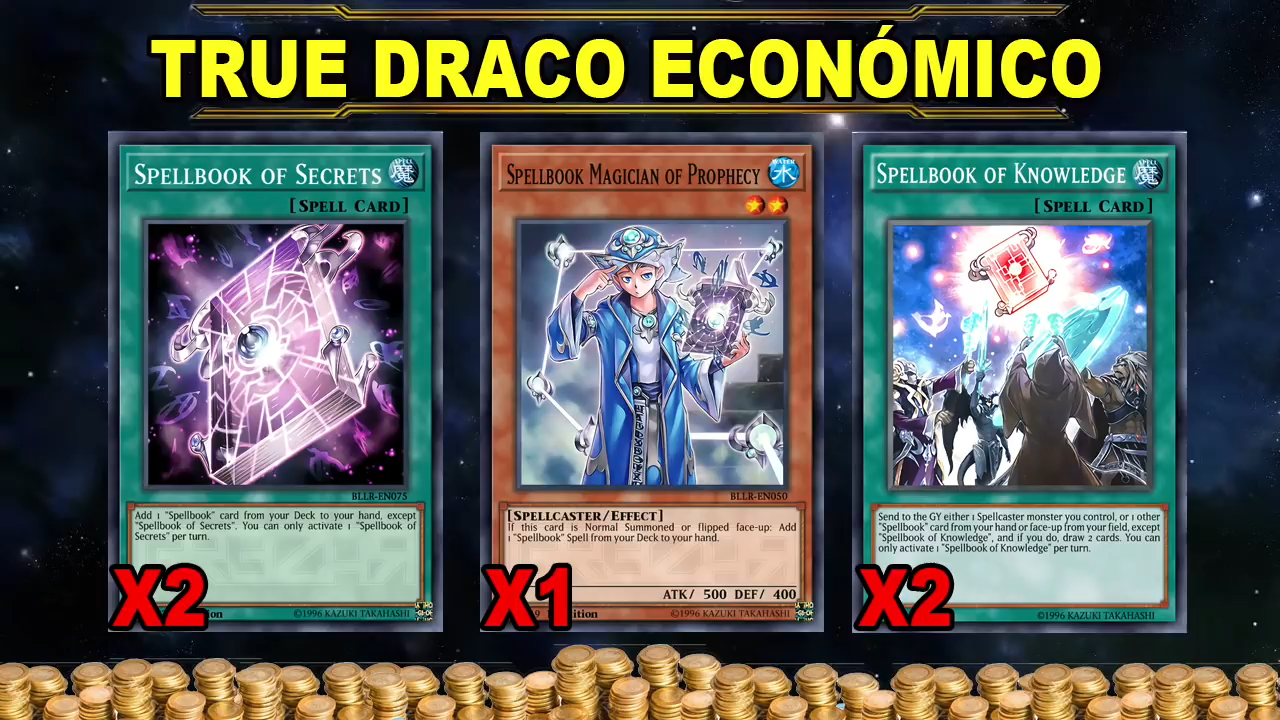 TRUE DRACO ECONÓMICO
SPELLBOOK OF SECRETS
SPELL
魔
[SPELL CARD]
BLLR-EN075
Add 1 "Spellbook" card from your Deck to your hand, except
"Spellbook of Secrets". You can only activate 1 "Spellbook of
Secrets" per turn.
X2
©1996 KAZUKI TAKAHASHI
SPELLBOOK MAGICIAN OF PROPHECY
WATER
水
BLLR-EN050
[SPELLCASTER/EFFECT]
If this card is Normal Summoned or flipped face-up: Add
1 "Spellbook" Spell from your Deck to your hand.
ATK/ 500 DEF/ 400
X1
©1996 KAZUKI TAKAHASHI
SPELLBOOK OF KNOWLEDGE
SPELL
魔
[SPELL CARD]
Send to the GY either 1 Spellcaster monster you control, or 1 other
"Spellbook" card from your hand or face-up from your field, except
"Spellbook of Knowledge", and if you do, draw 2 cards. You can
only activate 1 "Spellbook of Knowledge" per turn.
X2
©1996 KAZUKI TAKAHASHI